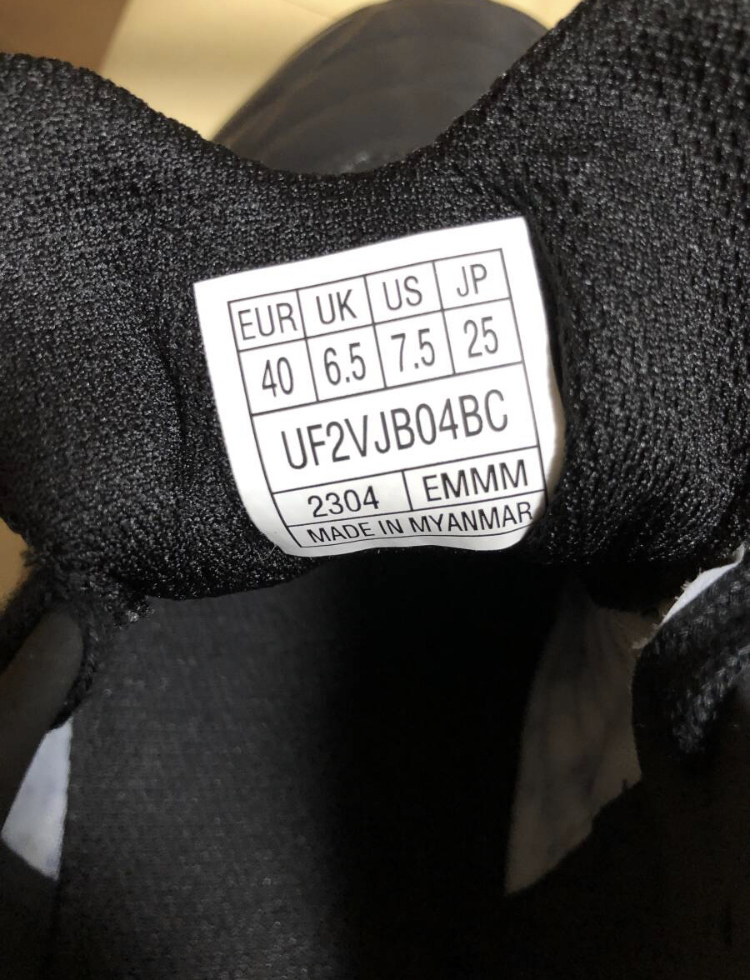 EUR UK US JP
40 6.5 7.5 25
UF2VJB04BC
2304 EMMM
MADE IN MYANMAR